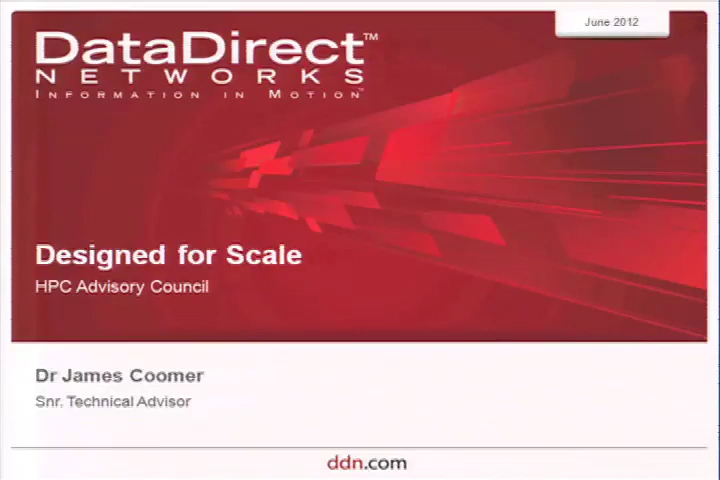 June 2012
DataDirect™
NETWORKS
INFORMATION IN MOTION™
Designed for Scale
HPC Advisory Council
Dr James Coomer
Snr. Technical Advisor
ddn.com